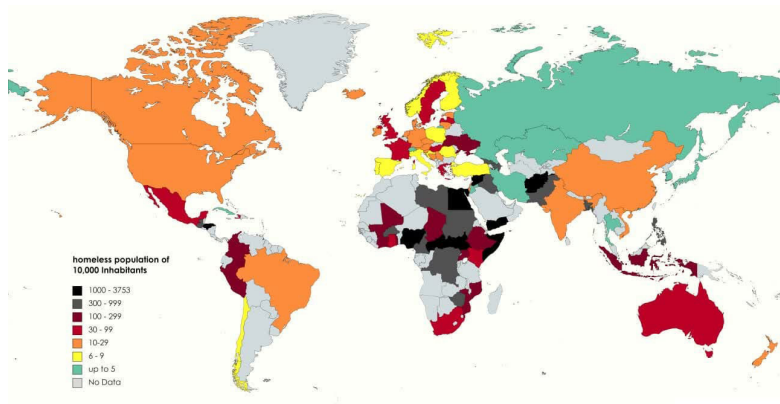 homeless population of
10,000 inhabitants
1000 - 3753
300 - 999
100 - 299
30 - 99
10-29
6 - 9
up to 5
No Data